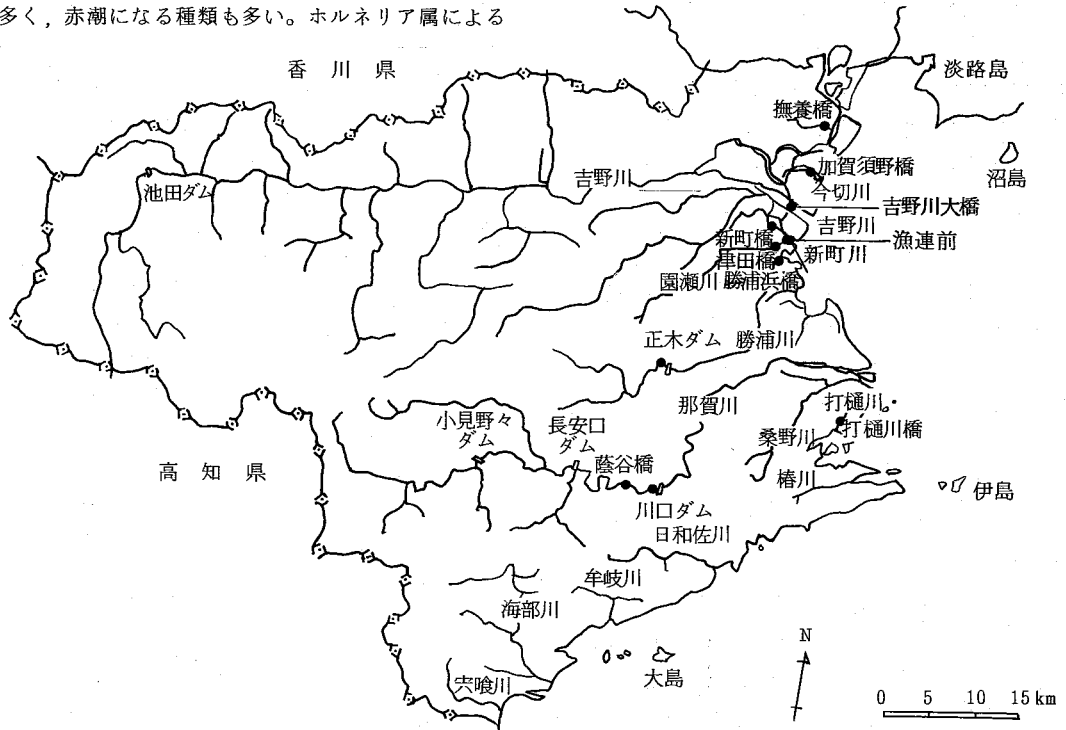 多く，赤潮になる種類も多い。ホルネリア属による
香川県
淡路島
撫養橋
沼島
加賀須野橋
今切川
池田ダム
吉野川
吉野川大橋
吉野川
漁連前
新町橋
新町川
津田橋
園瀬川
勝浦浜橋
正木ダム
勝浦川
那賀川
打樋川
打樋川橋
小見野々
ダム
長安口
ダム
桑野川
高知県
蔭谷橋
椿川
伊島
川口ダム
日和佐川
牟岐川
海部川
大島
宍喰川
N
0 5 10 15km